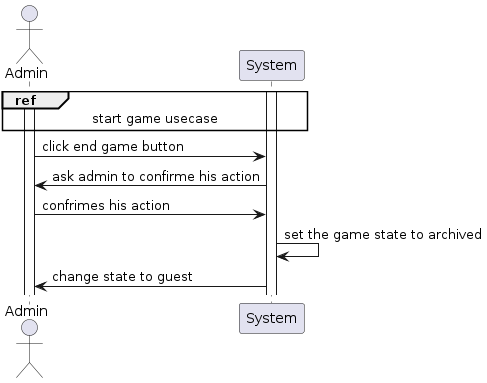 Admin
System
ref
start game usecase
click end game button
ask admin to confirme his action
confrimes his action
set the game state to archived
change state to guest
Admin
System